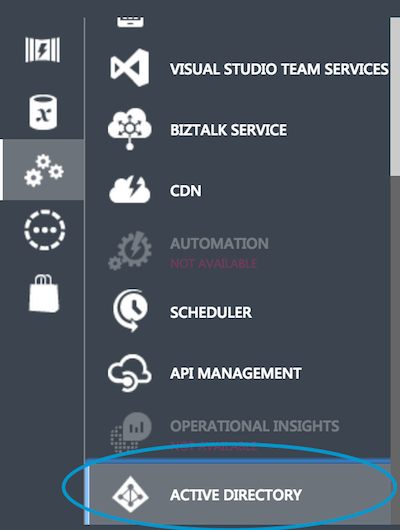 VISUAL STUDIO TEAM SERVICES
BIZTALK SERVICE
CDN
AUTOMATION
NOT AVAILABLE
SCHEDULER
API MANAGEMENT
OPERATIONAL INSIGHTS
NOT AVAILABLE
ACTIVE DIRECTORY